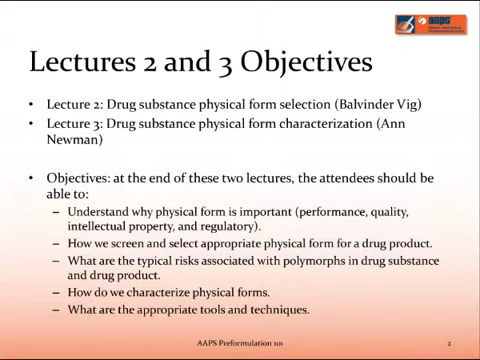 aaps
Lectures 2 and 3 Objectives
• Lecture 2: Drug substance physical form selection (Balvinder Vig)
• Lecture 3: Drug substance physical form characterization (Ann
Newman)
• Objectives: at the end of these two lectures, the attendees should be
able to:
– Understand why physical form is important (performance, quality,
intellectual property, and regulatory).
– How we screen and select appropriate physical form for a drug product.
– What are the typical risks associated with polymorphs in drug substance
and drug product.
– How do we characterize physical forms.
– What are the appropriate tools and techniques.
AAPS Preformulation 101
2